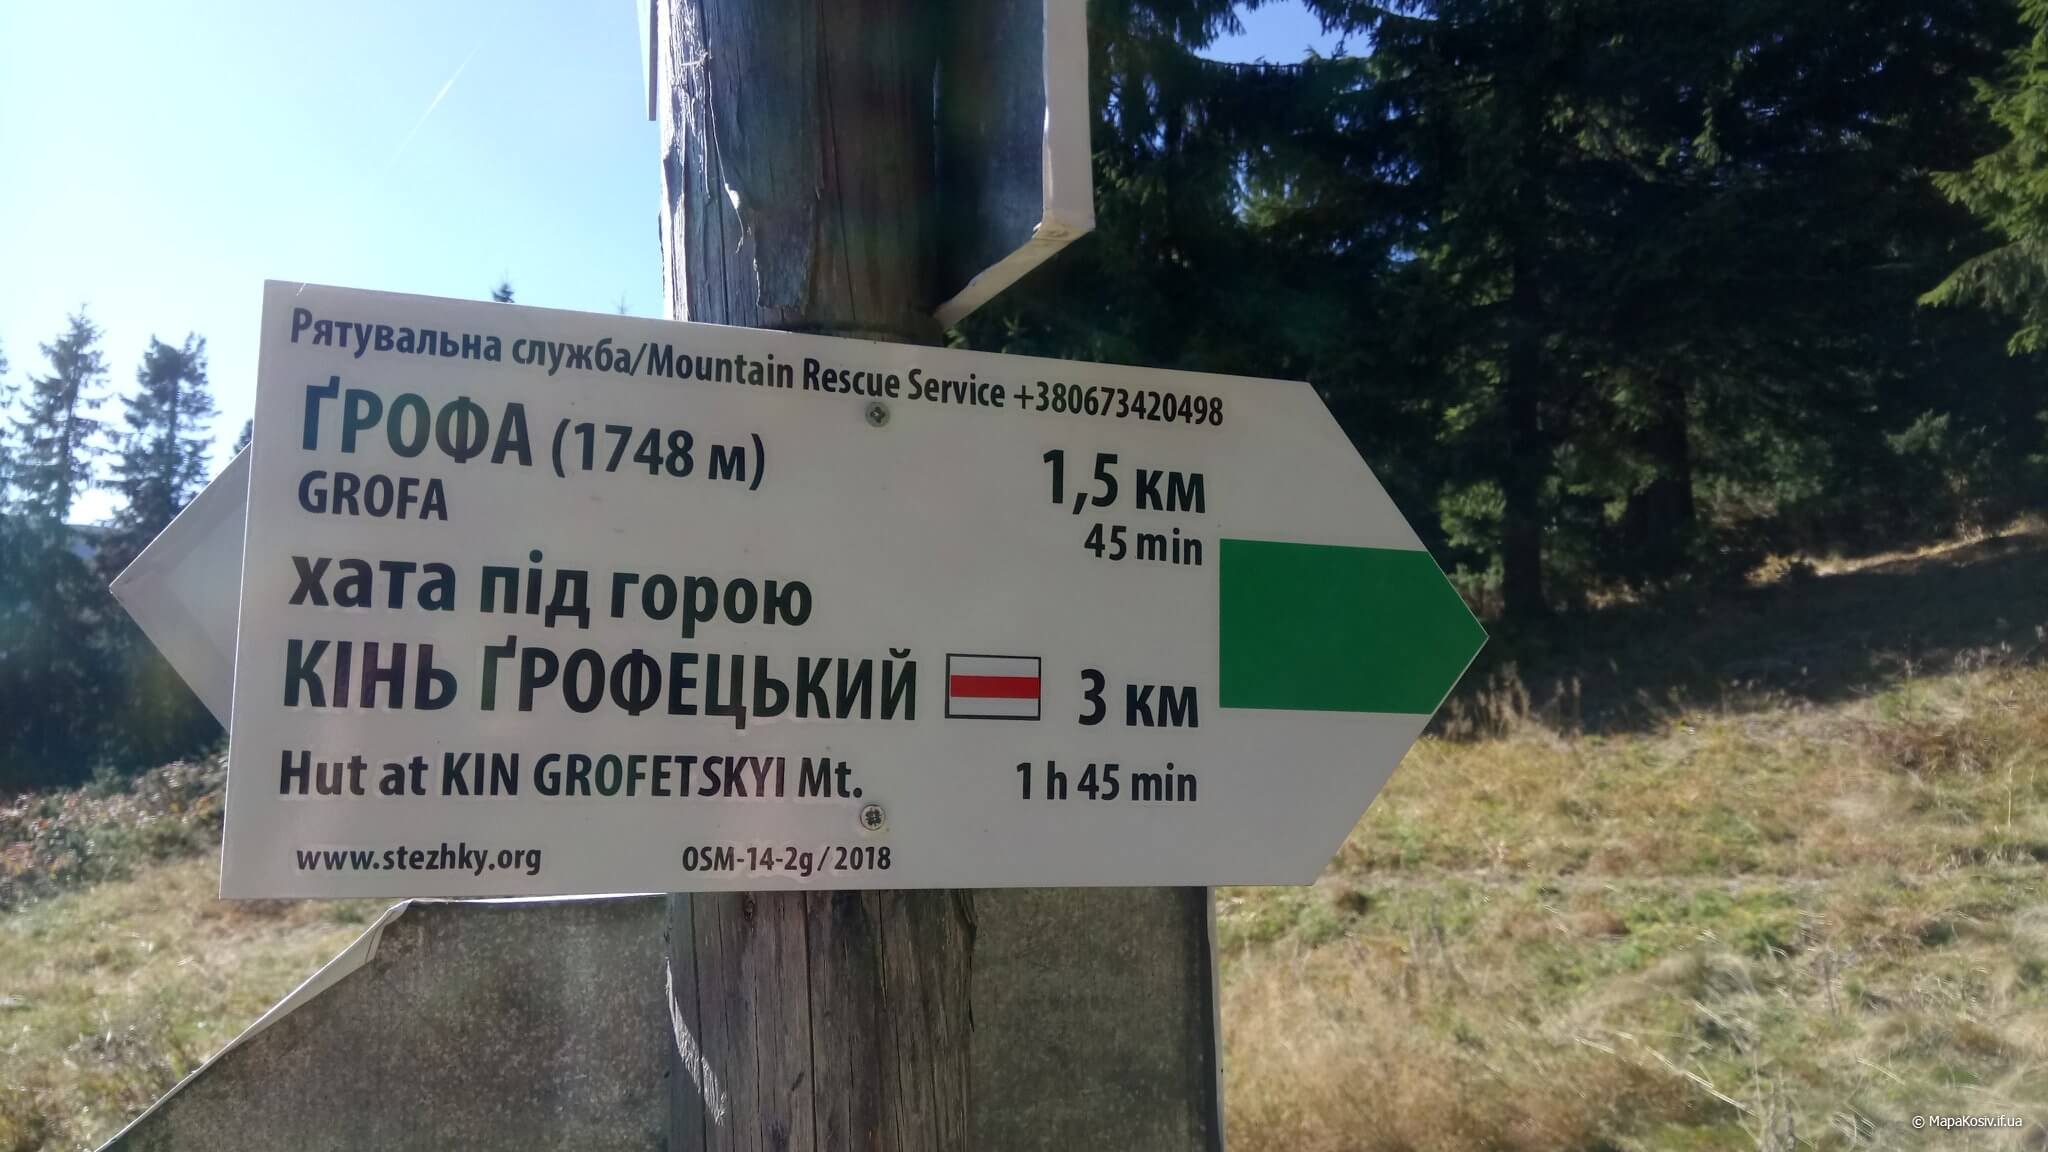 Рятувальна служба/Mountain Rescue Service +380673420498
ҐРОФА (1748 м) 1,5 км
GROFA 45 min
хата під горою
КІНЬ ҐРОФЕЦЬКИЙ 3 км
Hut at KIN GROFETSKYI Mt. 1 h 45 min
www.stezhky.org OSM-14-2g/2018
© MapaKosiv.if.ua